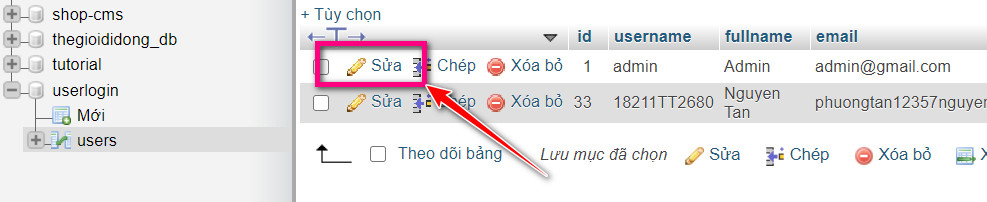 shop-cms
thegioididong_db
tutorial
userlogin
Mới
users
+ Tùy chọn
←T→ id username fullname email
Sửa Chép Xóa bỏ 1 admin Admin admin@gmail.com
Sửa Chép Xóa bỏ 33 18211TT2680 Nguyen Tan phuongtan12357nguyen
Theo dõi bảng Lưu mục đã chọn Sửa Chép Xóa bỏ X